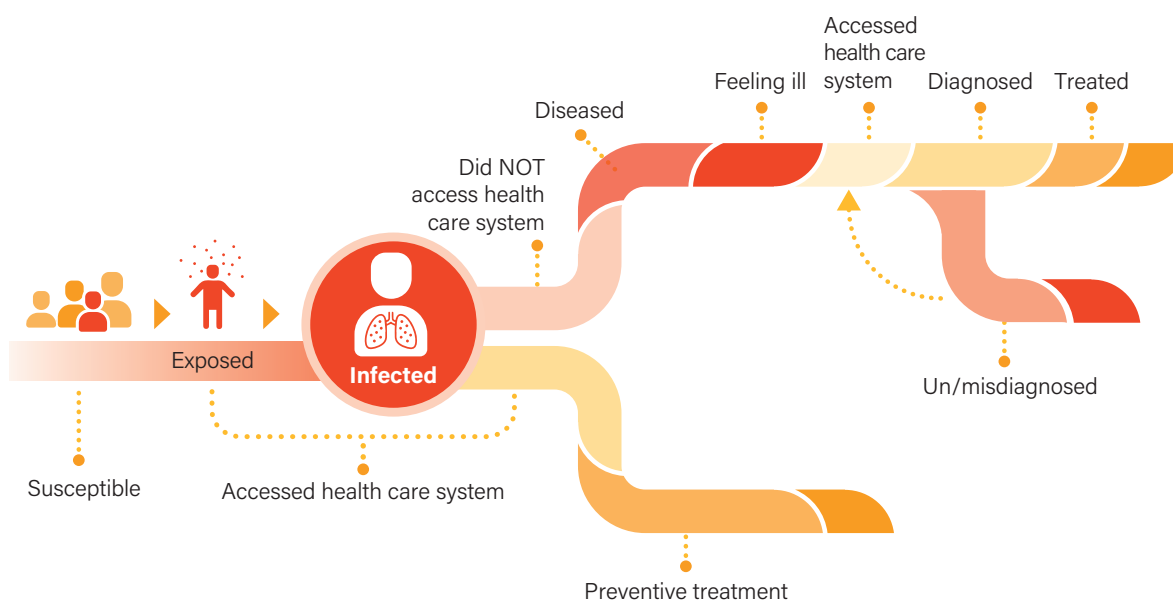 Accessed
health care
system
Feeling ill
Diagnosed
Treated
Diseased
Did NOT
access health
care system
Exposed
Infected
Un/misdiagnosed
Susceptible
Accessed health care system
Preventive treatment